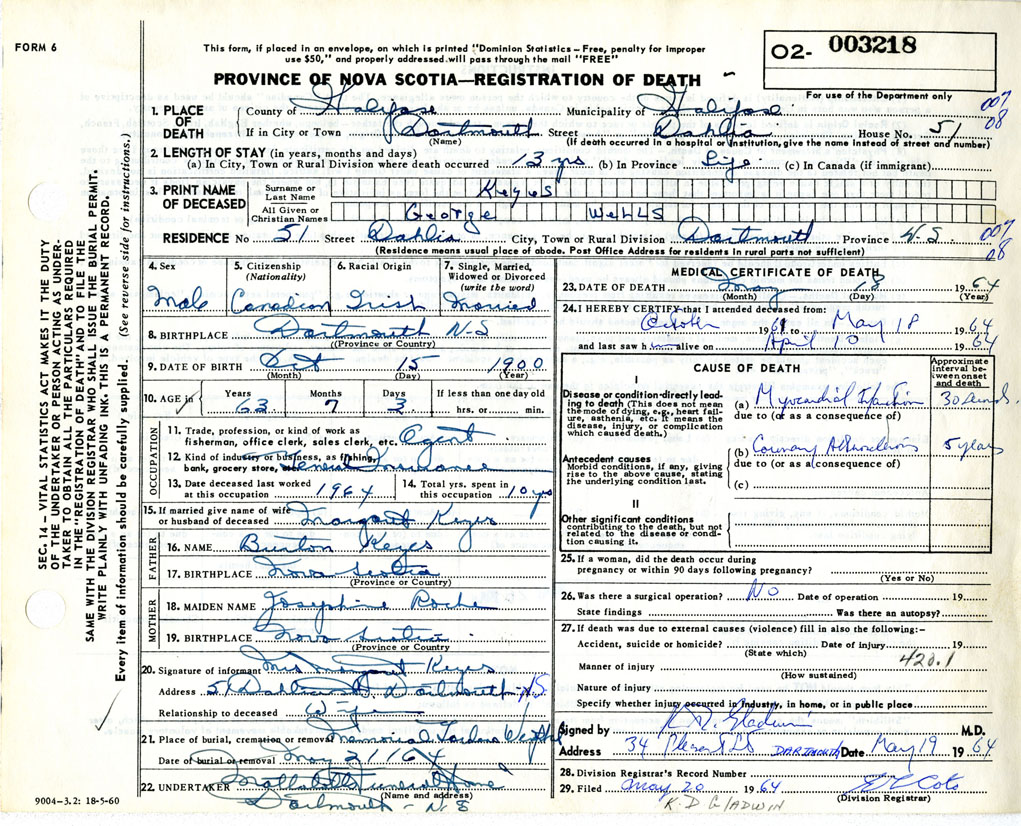 FORM 6
This form, if placed in an envelope, on which is printed "Dominion Statistics – Free, penalty for improper
use $50," and properly addressed will pass through the mail "FREE"
O2- 003218
PROVINCE OF NOVA SCOTIA—REGISTRATION OF DEATH
For use of the Department only
1. PLACE OF DEATH County of Halifax Municipality of Halifax 007
If in City or Town Dartmouth Street Dahlia House No. 51 08
(Name) (If death occurred in a hospital or institution, give the name instead of street and number)
2. LENGTH OF STAY (in years, months and days)
(a) In City, Town or Rural Division where death occurred 13 yrs (b) In Province Life (c) In Canada (if immigrant)
3. PRINT NAME OF DECEASED Surname or Last Name Keyes
All Given or Christian Names George Wells
RESIDENCE No 51 Street Dahlia City, Town or Rural Division Dartmouth Province N.S. 007
(Residence means usual place of abode. Post Office Address for residents in rural parts not sufficient) 08
4. Sex Male
5. Citizenship (Nationality) Canadian
6. Racial Origin Irish
7. Single, Married, Widowed or Divorced (write the word) Married
8. BIRTHPLACE Dartmouth N-S
(Province or Country)
9. DATE OF BIRTH Oct 15 1900
(Month) (Day) (Year)
10. AGE in Years 63 Months 7 Days 3 If less than one day old hrs. or min.
OCCUPATION
11. Trade, profession, or kind of work as
fisherman, office clerk, sales clerk, etc. Agent
12. Kind of industry or business, as fishing,
bank, grocery store, General Insurance
13. Date deceased last worked at this occupation 1964
14. Total yrs. spent in this occupation 10 yrs
15. If married give name of wife
or husband of deceased Margaret Keyes
FATHER
16. NAME Burton Keyes
17. BIRTHPLACE Nova Scotia
(Province or Country)
MOTHER
18. MAIDEN NAME Josephine Roche
19. BIRTHPLACE Nova Scotia
(Province or Country)
20. Signature of informant Mrs Margaret Keyes
Address 51 Dahlia St Dartmouth N.S.
Relationship to deceased Wife
21. Place of burial, cremation or removal Memorial Gardens
Date of burial or removal May 21/64
22. UNDERTAKER Funeral Home
(Name and address)
Dartmouth - N S
MEDICAL CERTIFICATE OF DEATH
23. DATE OF DEATH May 18 1964
(Month) (Day) (Year)
24. I HEREBY CERTIFY that I attended deceased from:
October 1961 to May 18 1964
and last saw him alive on April 10 1964
CAUSE OF DEATH
Approximate interval between onset and death
I
Disease or condition directly leading to death (This does not mean the mode of dying, e.g., heart failure, asthenia, etc. It means the disease, injury, or complication which caused death.)
(a) Myocardial Infarction 30
due to (or as a consequence of)
Antecedent causes
Morbid conditions, if any, giving rise to the above cause, stating the underlying condition last.
(b) Coronary 5 years
due to (or as a consequence of)
(c)
II
Other significant conditions
contributing to the death, but not related to the disease or condition causing it.
25. If a woman, did the death occur during
pregnancy or within 90 days following pregnancy?
(Yes or No)
26. Was there a surgical operation? No Date of operation 19
State findings Was there an autopsy?
27. If death was due to external causes (violence) fill in also the following:–
Accident, suicide or homicide? Date of injury 19
(State which)
420.1
Manner of injury
(How sustained)
Nature of injury
Specify whether injury occurred in industry, in home, or in public place
Signed by K.D. Gladwin M.D.
Address 34 Pleasant St DARTMOUTH Date May 19 1964
28. Division Registrar's Record Number
29. Filed May 20 1964
(Division Registrar)
K. D GLADWIN
SEC. 14 – VITAL STATISTICS ACT MAKES IT THE DUTY
OF THE UNDERTAKER OR PERSON ACTING AS UNDER-
TAKER TO OBTAIN ALL THE PARTICULARS REQUIRED
IN THE "REGISTRATION OF DEATH" AND TO FILE THE
SAME WITH THE DIVISION REGISTRAR WHO SHALL ISSUE THE BURIAL PERMIT.
WRITE PLAINLY WITH UNFADING INK. THIS IS A PERMANENT RECORD.
Every item of information should be carefully supplied. (See reverse side for instructions.)
9004-3.2: 18-5-60